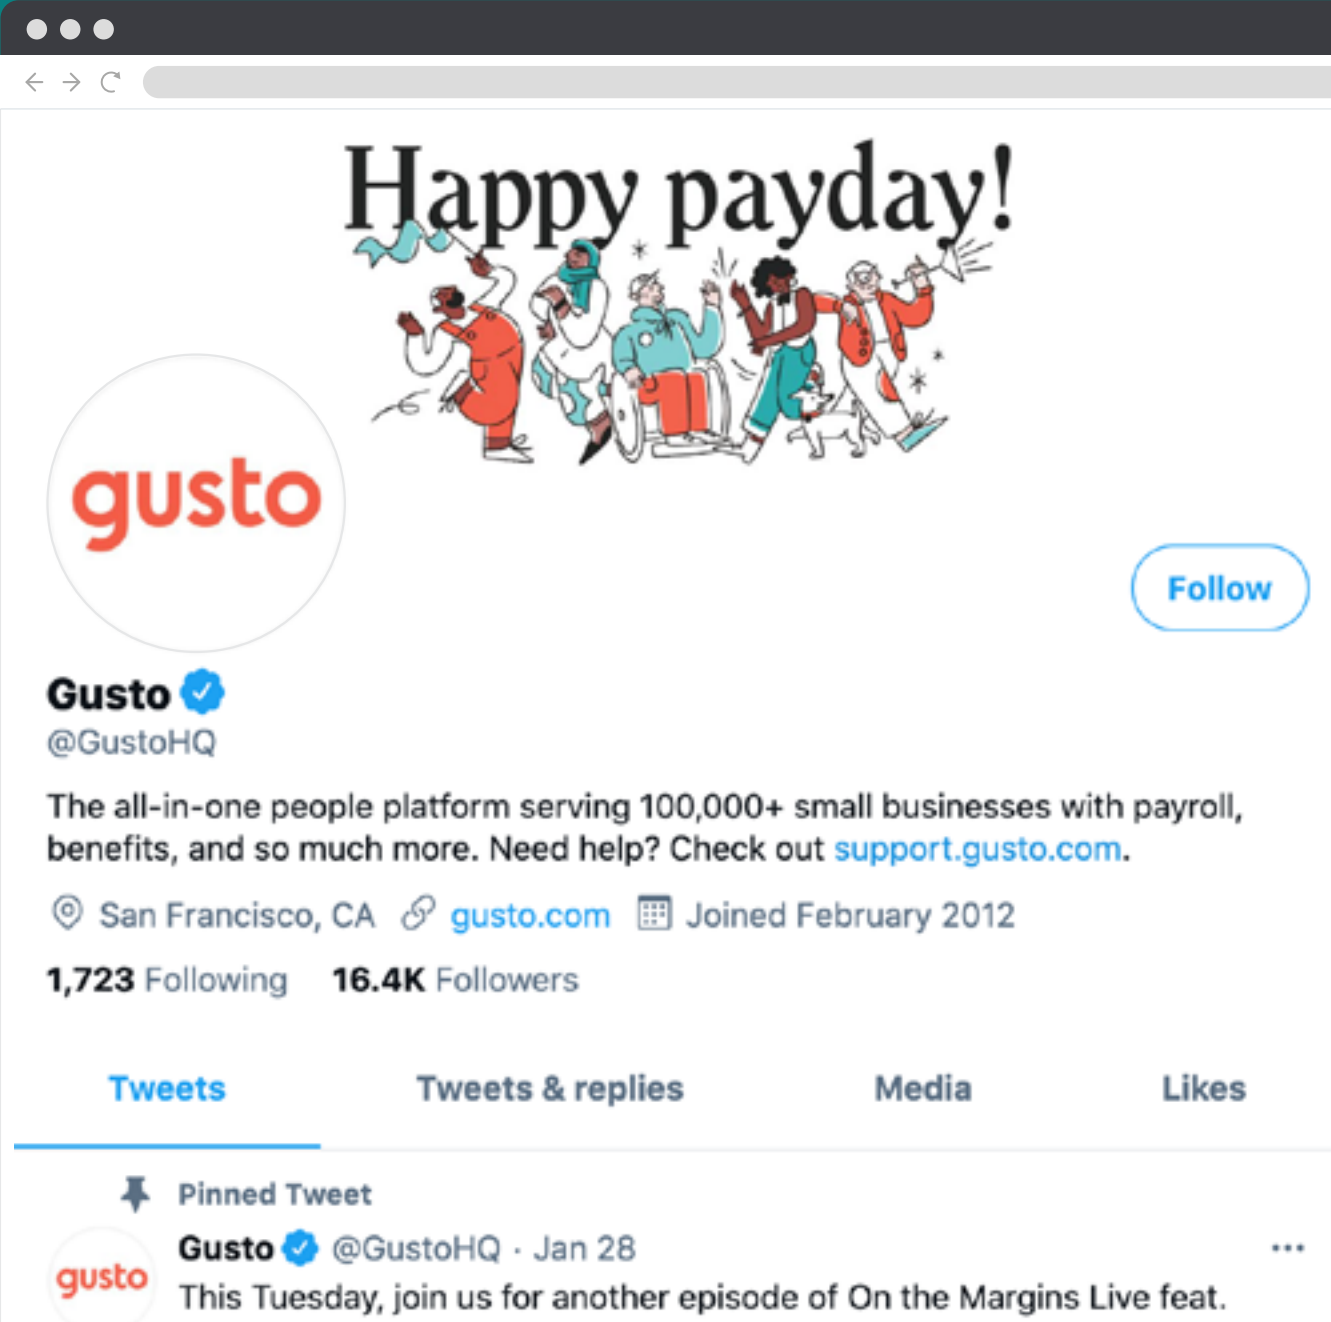 Happy payday!
gusto
Follow
Gusto
@GustoHQ
The all-in-one people platform serving 100,000+ small businesses with payroll,
benefits, and so much more. Need help? Check out support.gusto.com.
San Francisco, CA gusto.com Joined February 2012
1,723 Following 16.4K Followers
Tweets Tweets & replies Media Likes
Pinned Tweet
Gusto @GustoHQ · Jan 28
gusto
This Tuesday, join us for another episode of On the Margins Live feat.